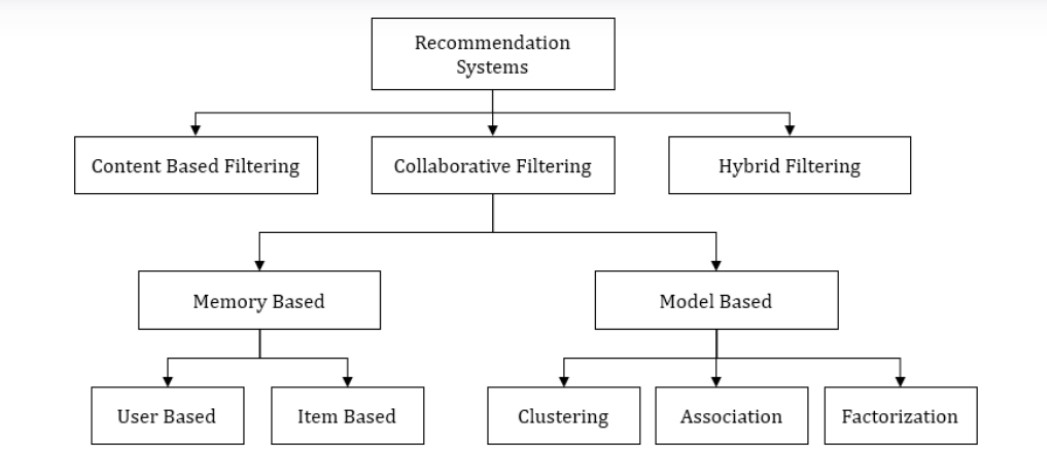 Recommendation
Systems
Content Based Filtering
Collaborative Filtering
Hybrid Filtering
Memory Based
Model Based
User Based
Item Based
Clustering
Association
Factorization